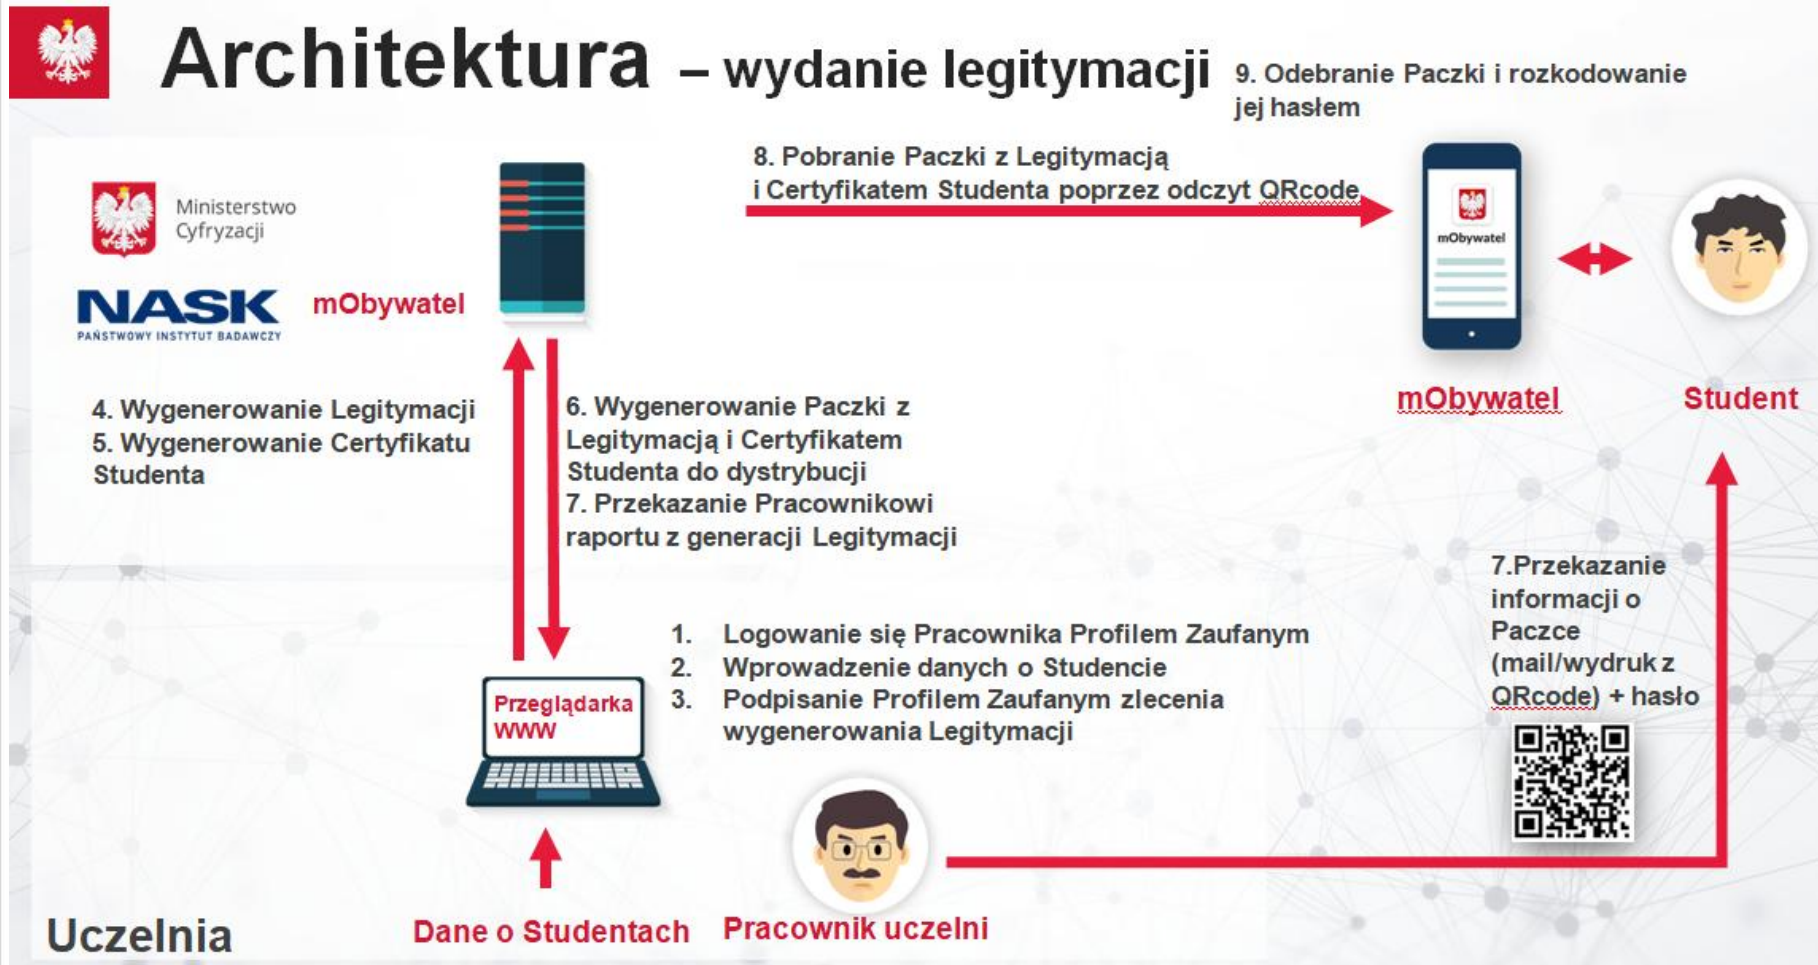 Architektura – wydanie legitymacji
9. Odebranie Paczki i rozkodowanie
jej hasłem
8. Pobranie Paczki z Legitymacją
i Certyfikatem Studenta poprzez odczyt QRcode
Ministerstwo
Cyfryzacji
NASK
PAŃSTWOWY INSTYTUT BADAWCZY
mObywatel
mObywatel
mObywatel
Student
4. Wygenerowanie Legitymacji
5. Wygenerowanie Certyfikatu
Studenta
6. Wygenerowanie Paczki z
Legitymacją i Certyfikatem
Studenta do dystrybucji
7. Przekazanie Pracownikowi
raportu z generacji Legitymacji
7.Przekazanie
informacji o
Paczce
(mail/wydruk z
QRcode) + hasło
1. Logowanie się Pracownika Profilem Zaufanym
2. Wprowadzenie danych o Studencie
3. Podpisanie Profilem Zaufanym zlecenia
wygenerowania Legitymacji
Przeglądarka
WWW
Uczelnia
Dane o Studentach
Pracownik uczelni